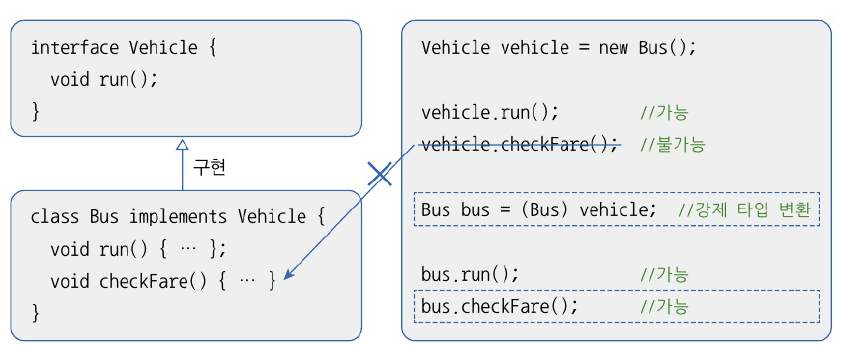 interface Vehicle {
void run();
}
구현
class Bus implements Vehicle {
void run() { ··· };
void checkFare() { ··· }
}
Vehicle vehicle = new Bus();
vehicle.run(); //가능
vehicle.checkFare(); //불가능
Bus bus = (Bus) vehicle; //강제 타입 변환
bus.run(); //가능
bus.checkFare(); //가능